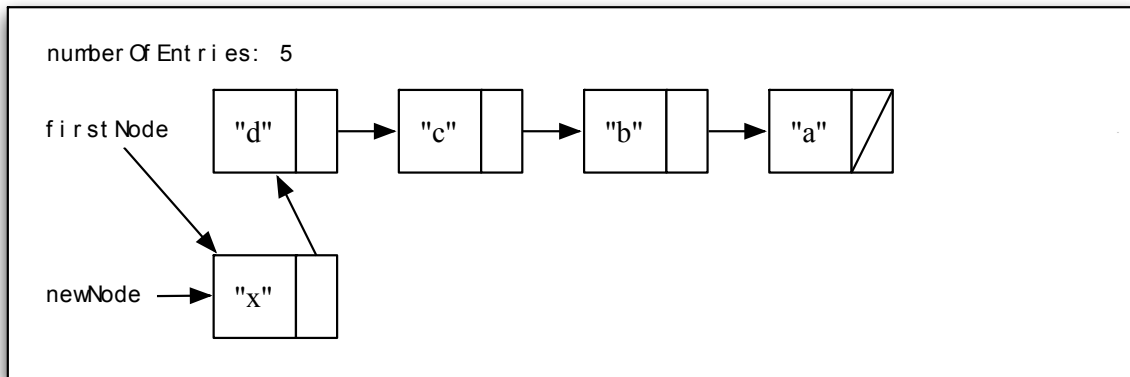 numberOfEntries: 5
firstNode
"d" "c" "b" "a"
newNode "x"